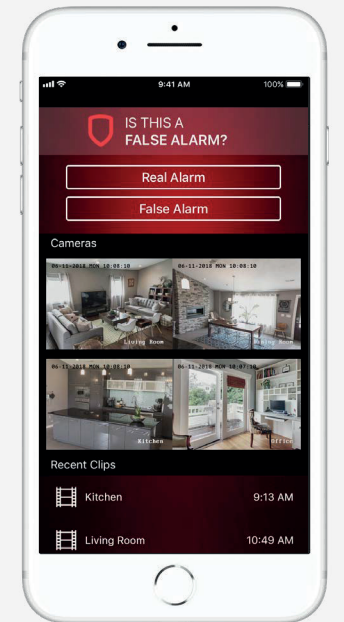 9:41 AM
100%
IS THIS A
FALSE ALARM?
Real Alarm
False Alarm
Cameras
06-11-2018 MON 10:08:10
06-11-2018 MON 10:08:10
Living Room
Dining Room
06-11-2018 MON 10:08:10
06-11-2018 MON 10:07:10
Kitchen
Office
Recent Clips
Kitchen
9:13 AM
Living Room
10:49 AM